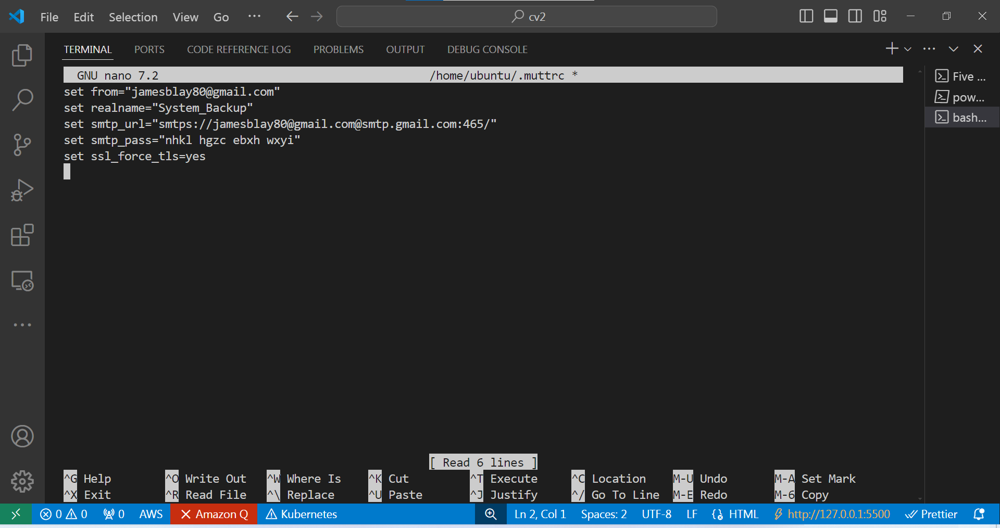 File Edit Selection View Go ··· cv2
TERMINAL PORTS CODE REFERENCE LOG PROBLEMS OUTPUT DEBUG CONSOLE
GNU nano 7.2 /home/ubuntu/.muttrc *
set from="jamesblay80@gmail.com"
set realname="System_Backup"
set smtp_url="smtps://jamesblay80@gmail.com@smtp.gmail.com:465/"
set smtp_pass="nhkl hgzc ebxh wxyi"
set ssl_force_tls=yes
Five ...
pow...
bash...
[ Read 6 lines ]
^G Help ^O Write Out ^W Where Is ^K Cut ^T Execute ^C Location M-U Undo M-A Set Mark
^X Exit ^R Read File ^\ Replace ^U Paste ^J Justify ^/ Go To Line M-E Redo M-6 Copy
0 0 0 AWS Amazon Q Kubernetes Ln 2, Col 1 Spaces: 2 UTF-8 LF HTML http://127.0.0.1:5500 Prettier